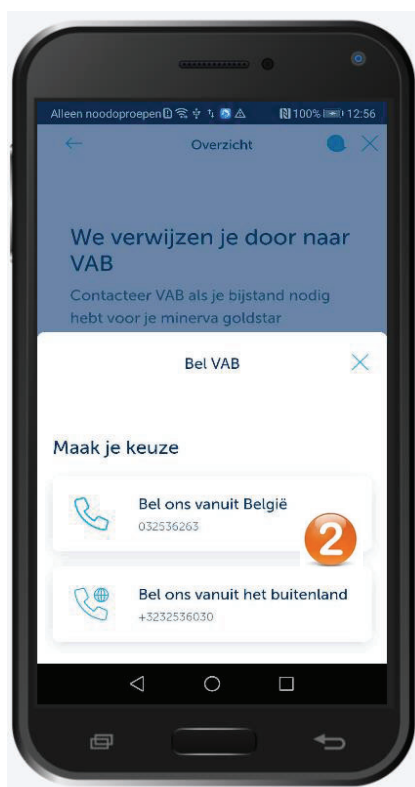 Alleen noodoproepen 100% 12:56
Overzicht
We verwijzen je door naar
VAB
Contacteer VAB als je bijstand nodig
hebt voor je minerva goldstar
Bel VAB
Maak je keuze
Bel ons vanuit België
032536263
2
Bel ons vanuit het buitenland
+3232536030